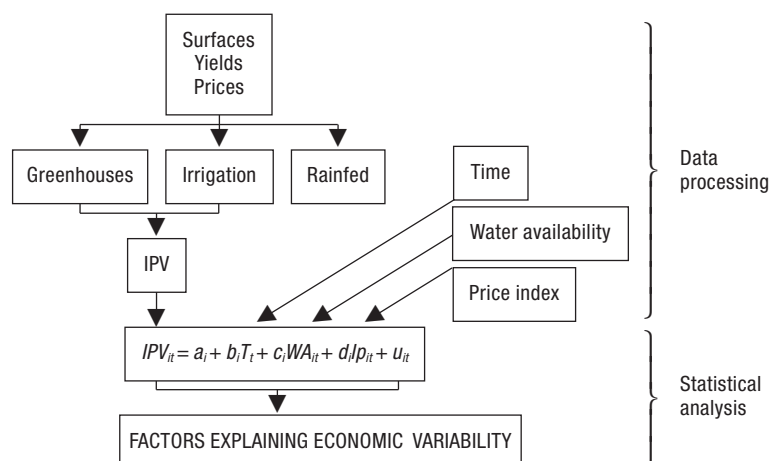 Surfaces
Yields
Prices
Greenhouses
Irrigation
Rainfed
Time
Water availability
Price index
IPV
Data
processing
IPVit = ai + biTt + ciWAit + diIpit + uit
Statistical
analysis
FACTORS EXPLAINING ECONOMIC VARIABILITY